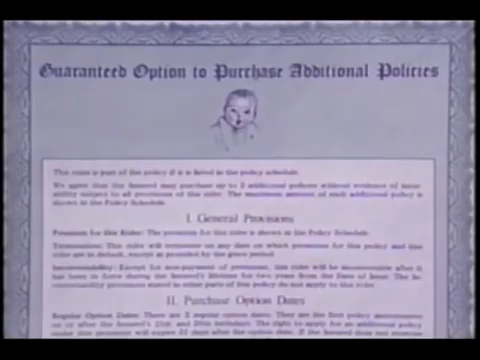 Guaranteed Option to Purchase Additional Policies
This rider is part of the policy if it is listed in the policy schedule.
We agree that the Insured may purchase up to 2 additional policies without evidence of insur-
ability subject to all provisions of this rider. The maximum amount of each additional policy is
shown in the Policy Schedule.
I. General Provisions
Premium for this Rider: The premium for this rider is shown in the Policy Schedule.
Termination: This rider will terminate on any date on which premiums for this policy and this
rider are in default, except as provided by the grace period.
Incontestability: Except for non-payment of premiums, this rider will be incontestable after it
has been in force during the Insured's lifetime for two years from the Date of Issue. The In-
contestability provisions stated in other parts of this policy do not apply to this rider.
II. Purchase Option Dates
Regular Option Dates: There are 2 regular option dates. They are the first policy anniversaries
on or after the Insured's 21st and 25th birthdays. The right to apply for an additional policy
under this provision will expire 31 days after the option date. If the Insured does not exercise